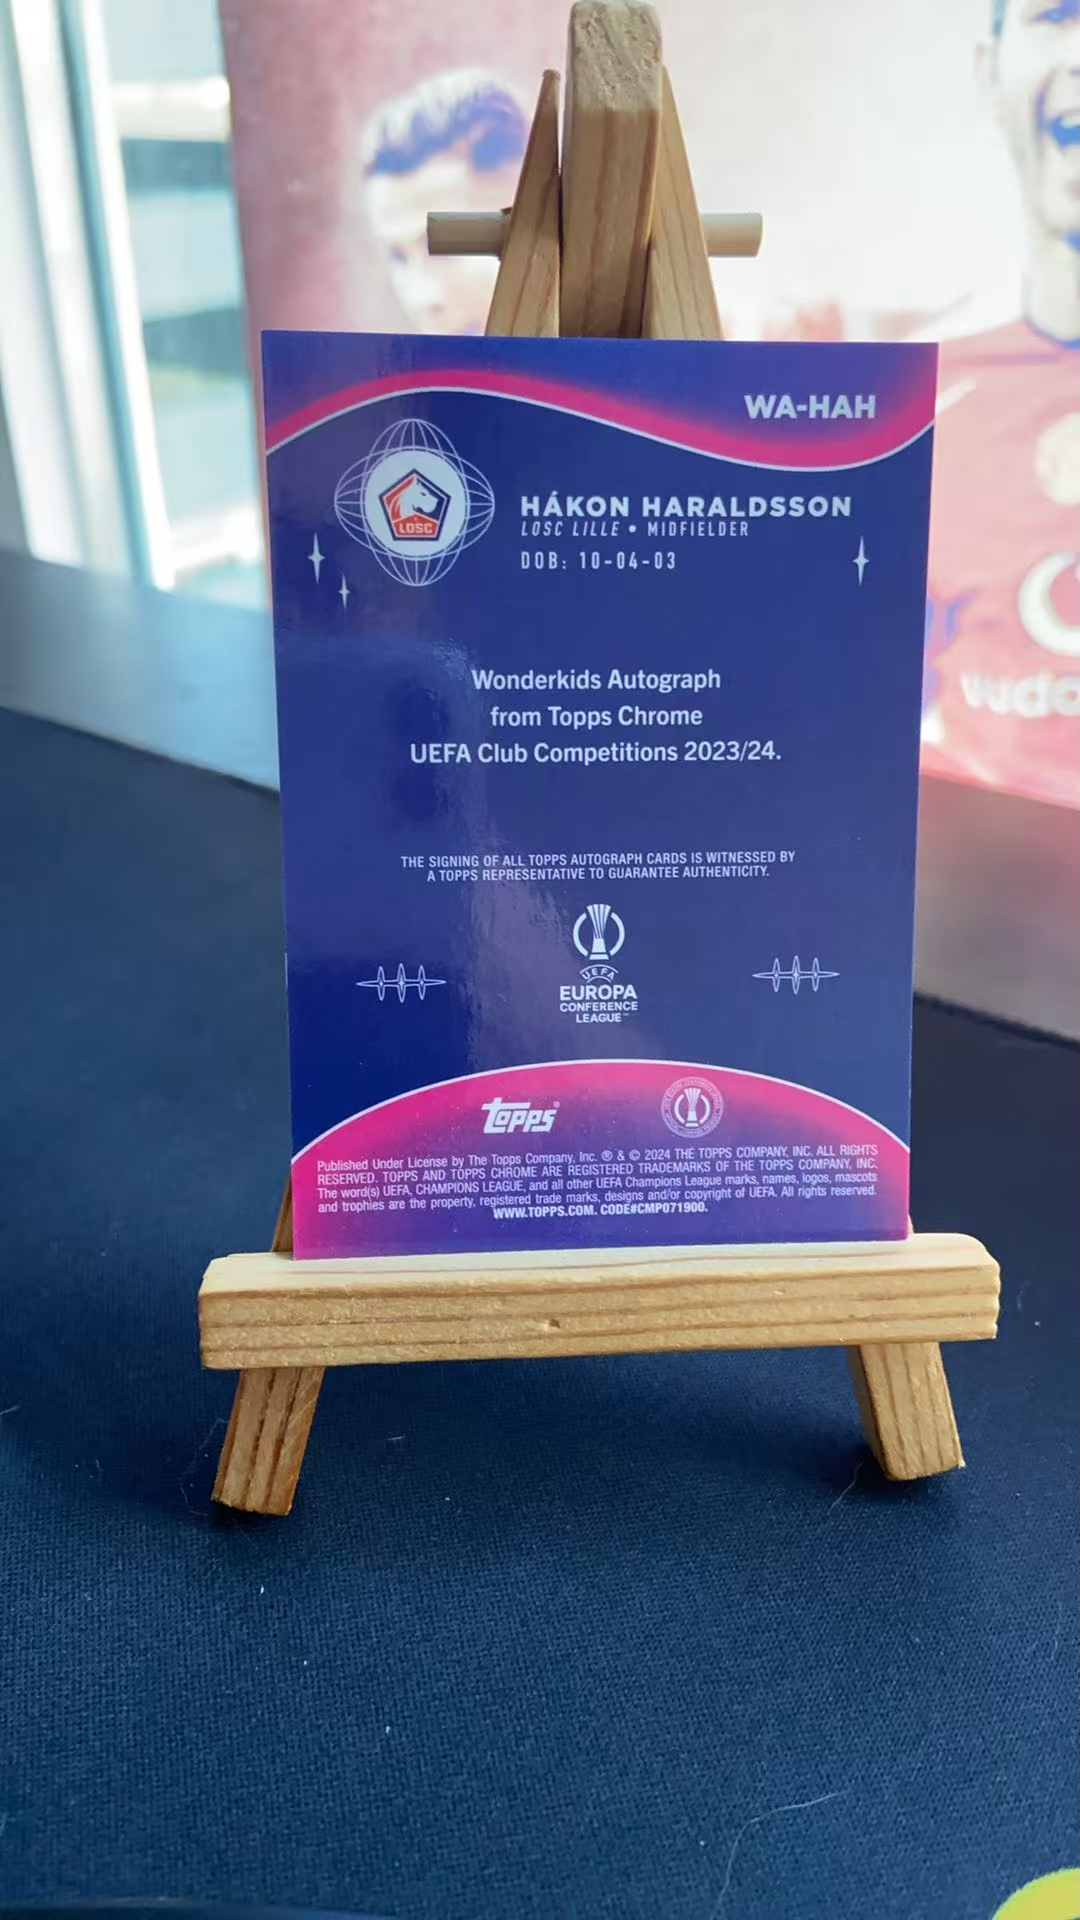 WA-HAH
LOSC
HÁKON HARALDSSON
LOSC LILLE • MIDFIELDER
DOB: 10-04-03
Wonderkids Autograph
from Topps Chrome
UEFA Club Competitions 2023/24.
THE SIGNING OF ALL TOPPS AUTOGRAPH CARDS IS WITNESSED BY
A TOPPS REPRESENTATIVE TO GUARANTEE AUTHENTICITY.
UEFA
EUROPA
CONFERENCE
LEAGUE™
topps®
Published Under License by The Topps Company, Inc. ® & © 2024 THE TOPPS COMPANY, INC. ALL RIGHTS
RESERVED. TOPPS AND TOPPS CHROME ARE REGISTERED TRADEMARKS OF THE TOPPS COMPANY, INC.
The word(s) UEFA, CHAMPIONS LEAGUE, and all other UEFA Champions League marks, names, logos, mascots
and trophies are the property, registered trade marks, designs and/or copyright of UEFA. All rights reserved.
WWW.TOPPS.COM. CODE#CMP071900.